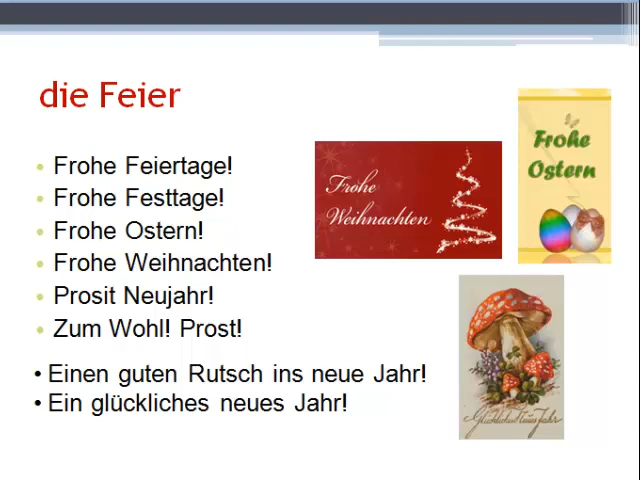 die Feier
• Frohe Feiertage!
• Frohe Festtage!
• Frohe Ostern!
• Frohe Weihnachten!
• Prosit Neujahr!
• Zum Wohl! Prost!
• Einen guten Rutsch ins neue Jahr!
• Ein glückliches neues Jahr!
Frohe
Weihnachten
Frohe
Ostern
Jahr